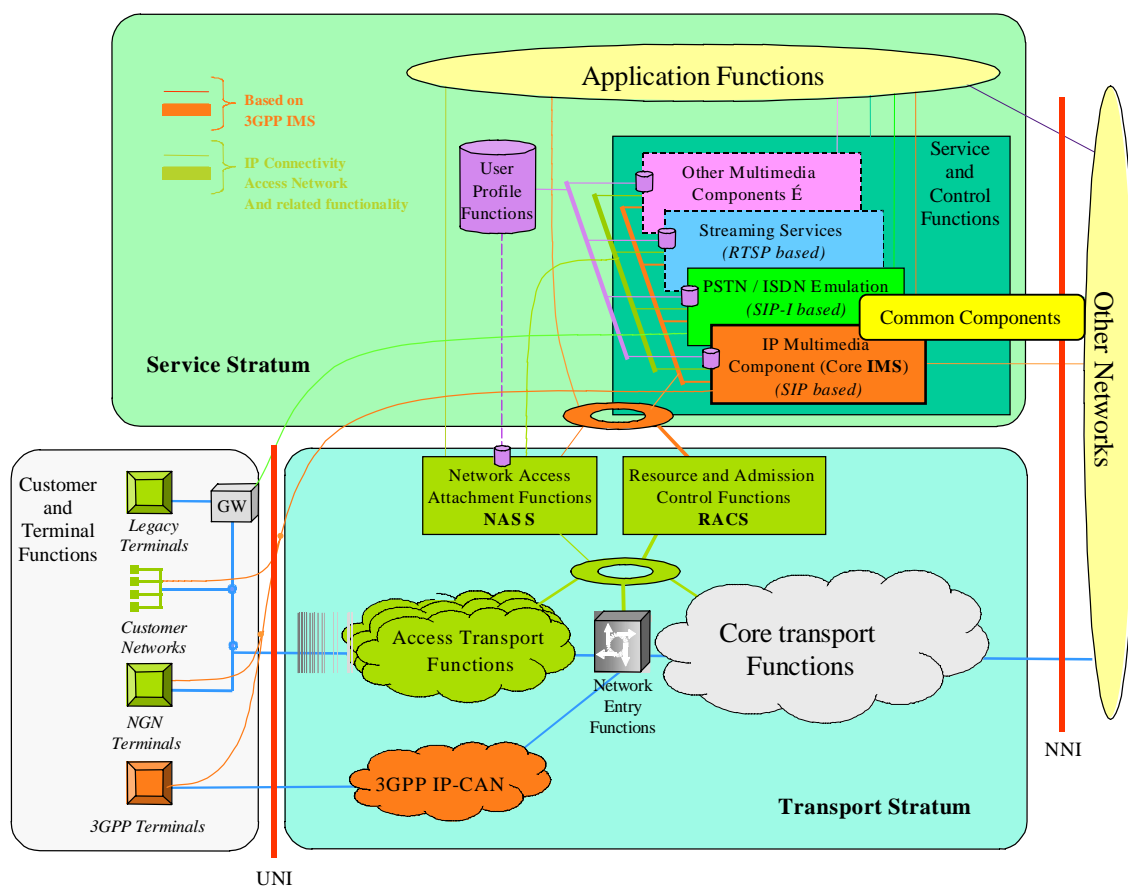 Application Functions
Based on
3GPP IMS
IP Connectivity
Access Network
And related functionality
User
Profile
Functions
Service
and
Control
Functions
Other Multimedia
Components É
Streaming Services
(RTSP based)
PSTN / ISDN Emulation
(SIP-I based)
Common Components
IP Multimedia
Component (Core IMS)
(SIP based)
Service Stratum
Other Networks
Customer
and
Terminal
Functions
GW
Legacy
Terminals
Customer
Networks
NGN
Terminals
3GPP Terminals
Network Access
Attachment Functions
NASS
Resource and Admission
Control Functions
RACS
Access Transport
Functions
Network
Entry
Functions
Core transport
Functions
3GPP IP-CAN
Transport Stratum
UNI
NNI